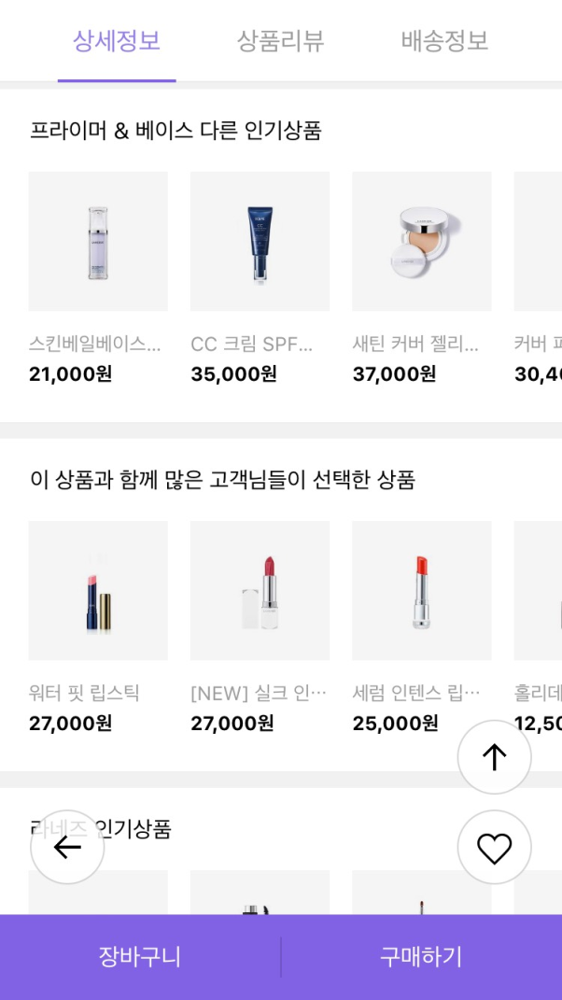 상세정보 상품리뷰 배송정보
프라이머 & 베이스 다른 인기상품
스킨베일베이스... CC 크림 SPF... 새틴 커버 젤리... 커버
21,000원 35,000원 37,000원 30,4
이 상품과 함께 많은 고객님들이 선택한 상품
워터 핏 립스틱 [NEW] 실크 인... 세럼 인텐스 립... 홀리데
27,000원 27,000원 25,000원 12,50
라네즈 인기상품
장바구니 구매하기